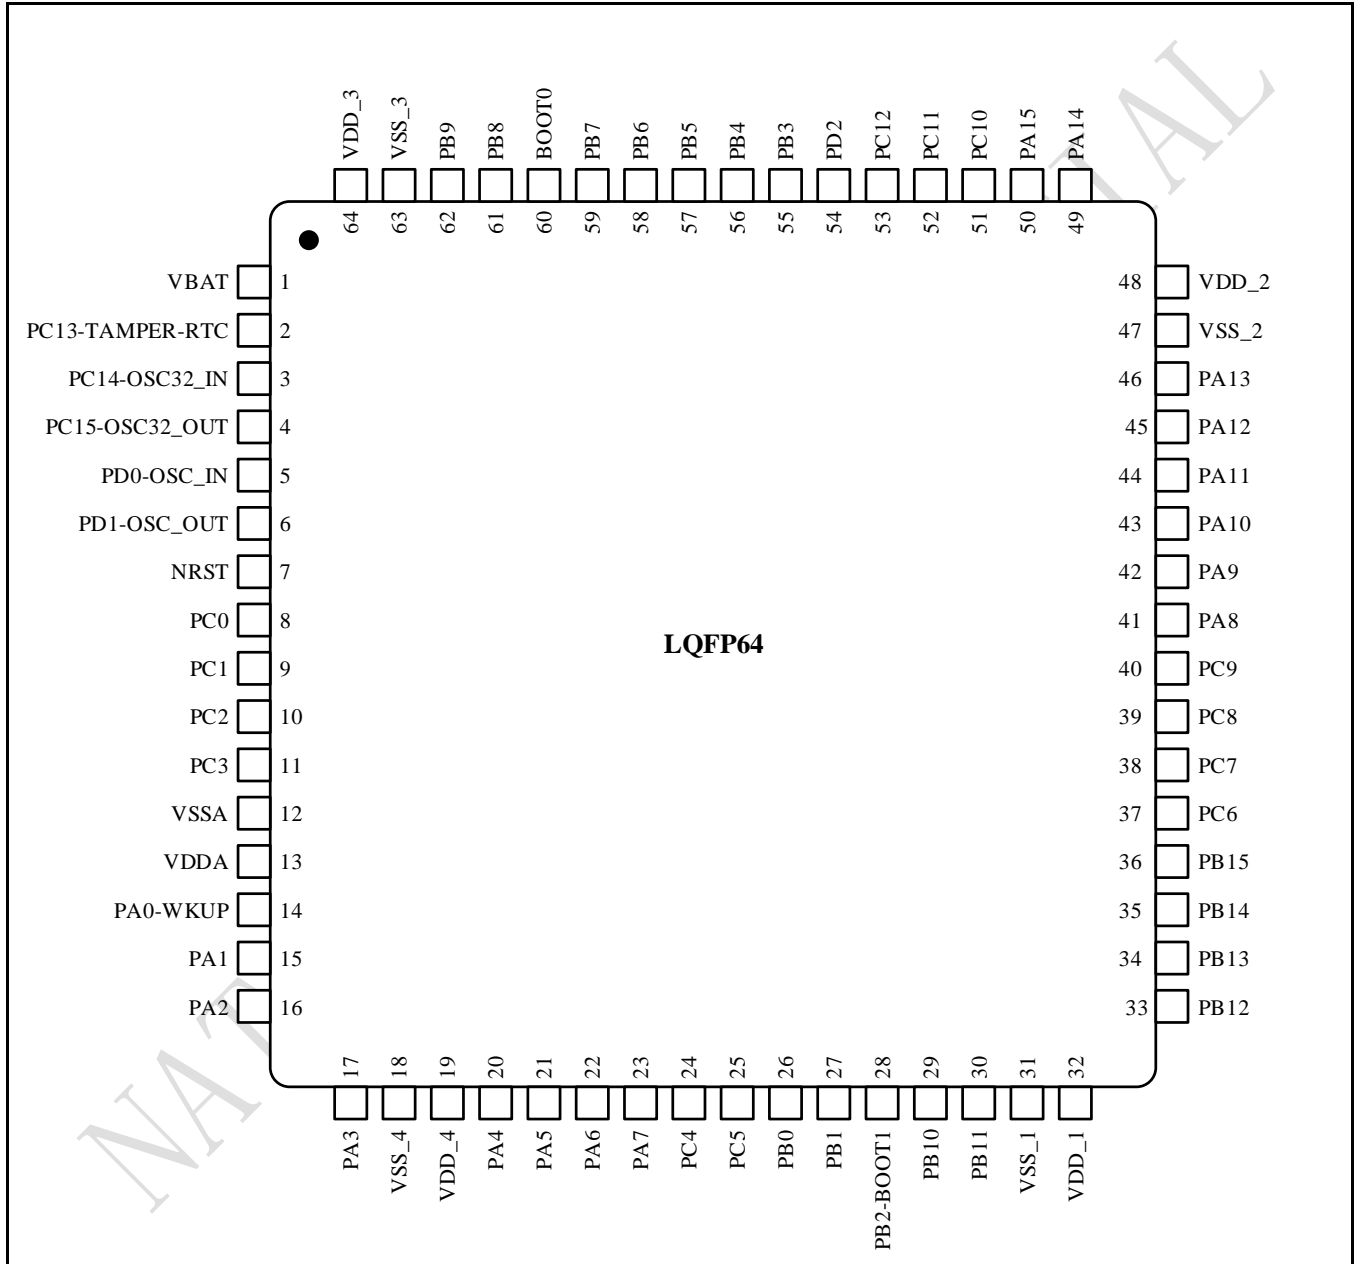 VDD_3
VSS_3
PB9
PB8
BOOT0
PB7
PB6
PB5
PB4
PB3
PD2
PC12
PC11
PC10
PA15
PA14
64
63
62
61
60
59
58
57
56
55
54
53
52
51
50
49
VBAT 1
PC13-TAMPER-RTC 2
PC14-OSC32_IN 3
PC15-OSC32_OUT 4
PD0-OSC_IN 5
PD1-OSC_OUT 6
NRST 7
PC0 8
PC1 9
PC2 10
PC3 11
VSSA 12
VDDA 13
PA0-WKUP 14
PA1 15
PA2 16
LQFP64
48 VDD_2
47 VSS_2
46 PA13
45 PA12
44 PA11
43 PA10
42 PA9
41 PA8
40 PC9
39 PC8
38 PC7
37 PC6
36 PB15
35 PB14
34 PB13
33 PB12
17
18
19
20
21
22
23
24
25
26
27
28
29
30
31
32
PA3
VSS_4
VDD_4
PA4
PA5
PA6
PA7
PC4
PC5
PB0
PB1
PB2-BOOT1
PB10
PB11
VSS_1
VDD_1